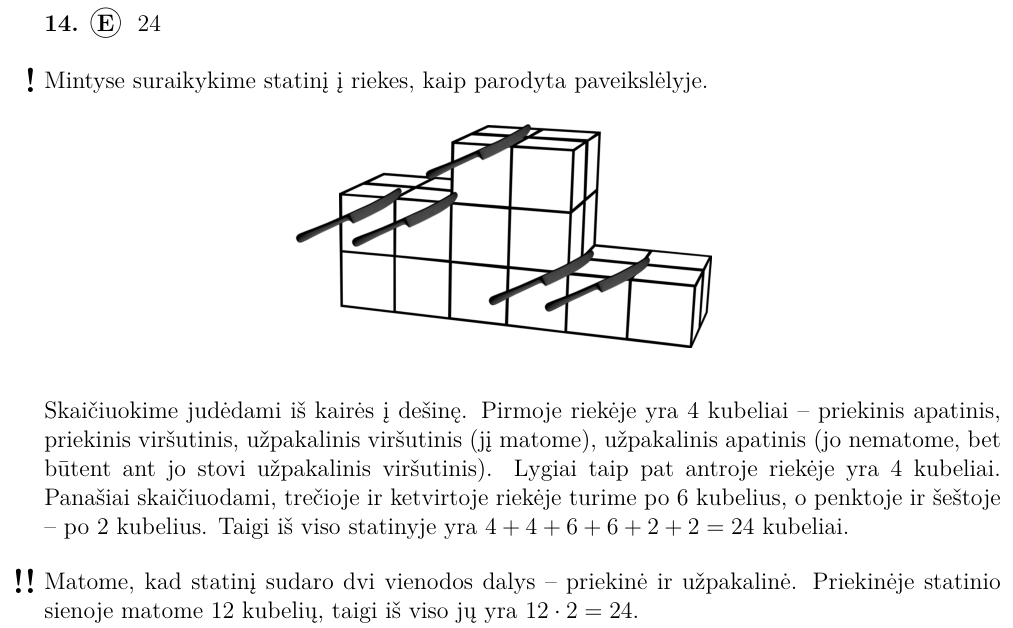 14. Ⓔ 24
! Mintyse suraikykime statinį į riekes, kaip parodyta paveikslėlyje.
Skaičiuokime judėdami iš kairės į dešinę. Pirmoje riekėje yra 4 kubeliai – priekinis apatinis,
priekinis viršutinis, užpakalinis viršutinis (jį matome), užpakalinis apatinis (jo nematome, bet
būtent ant jo stovi užpakalinis viršutinis). Lygiai taip pat antroje riekėje yra 4 kubeliai.
Panašiai skaičiuodami, trečioje ir ketvirtoje riekėje turime po 6 kubelius, o penktoje ir šeštoje
– po 2 kubelius. Taigi iš viso statinyje yra 4 + 4 + 6 + 6 + 2 + 2 = 24 kubeliai.
!! Matome, kad statinį sudaro dvi vienodos dalys – priekinė ir užpakalinė. Priekinėje statinio
sienoje matome 12 kubelių, taigi iš viso jų yra 12 · 2 = 24.